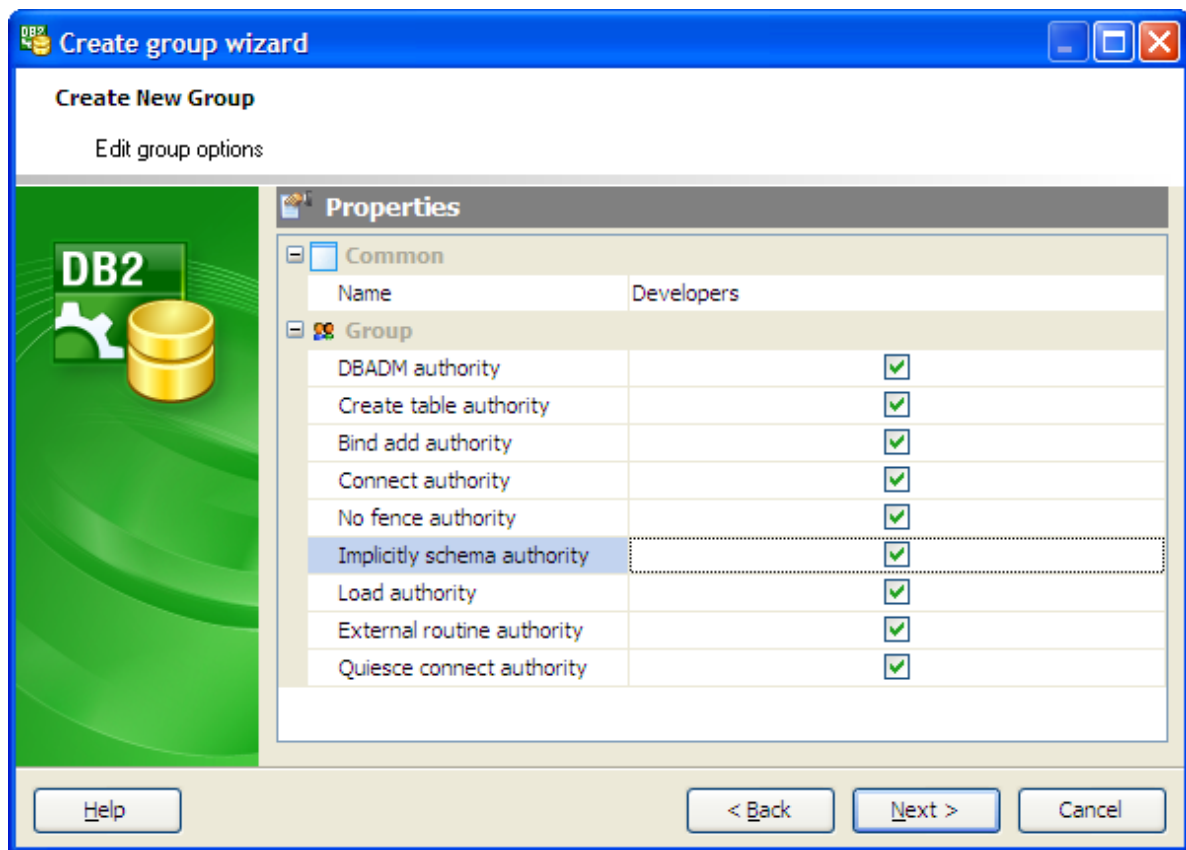 DB2
Create group wizard
Create New Group
Edit group options
Properties
DB2
Common
Name Developers
Group
DBADM authority
Create table authority
Bind add authority
Connect authority
No fence authority
Implicitly schema authority
Load authority
External routine authority
Quiesce connect authority
Help < Back Next > Cancel